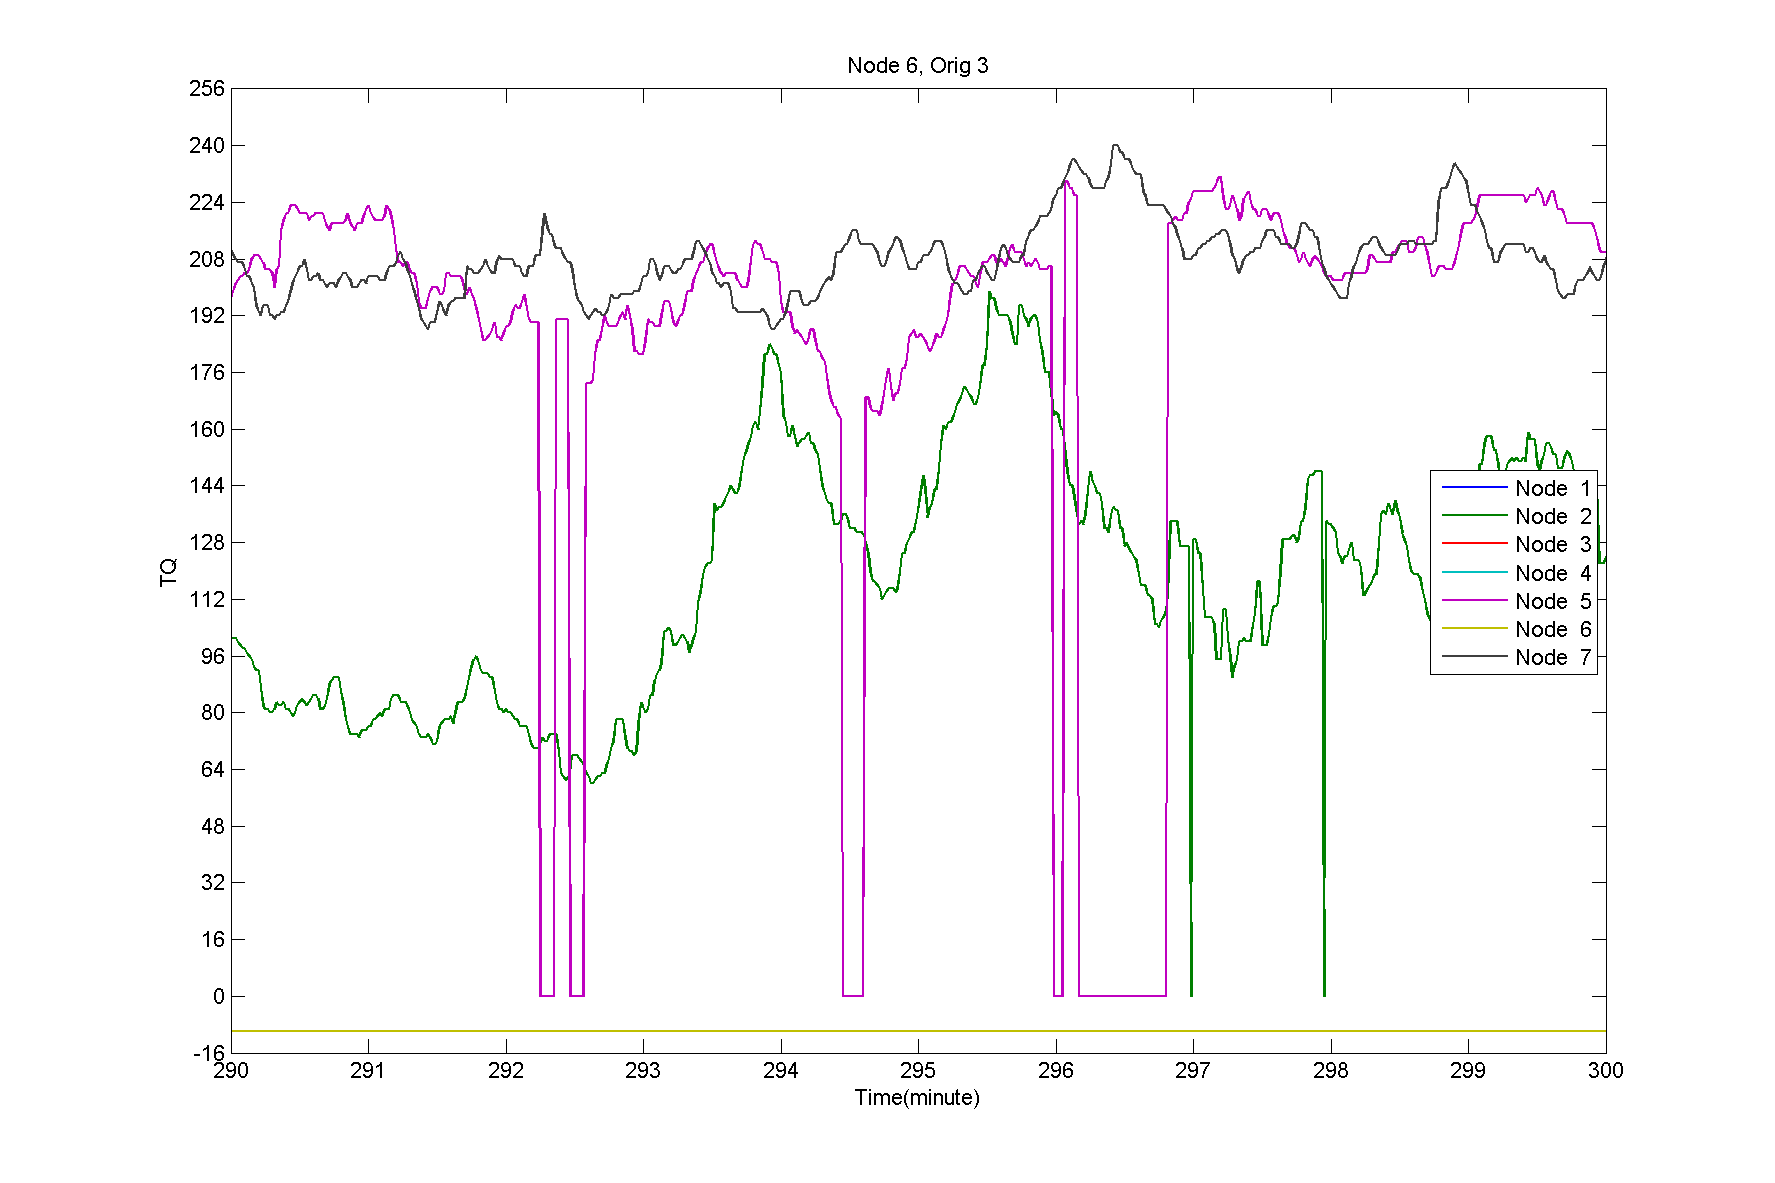 Node 6, Orig 3
256
240
224
208
192
176
160
144
128
112
96
80
64
48
32
16
0
-16
TQ
290 291 292 293 294 295 296 297 298 299 300
Time(minute)
Node 1
Node 2
Node 3
Node 4
Node 5
Node 6
Node 7